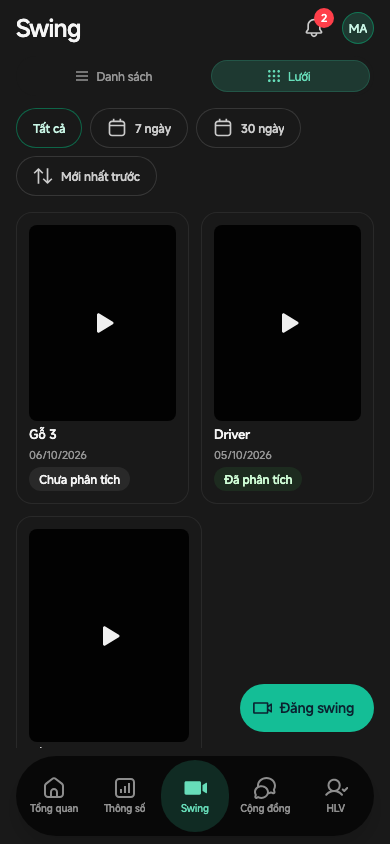 Swing
2
MA
Danh sách
Lưới
Tất cả
7 ngày
30 ngày
Mới nhất trước
Gỗ 3
06/10/2026
Chưa phân tích
Driver
05/10/2026
Đã phân tích
Đăng swing
Tổng quan
Thông số
Swing
Cộng đồng
HLV